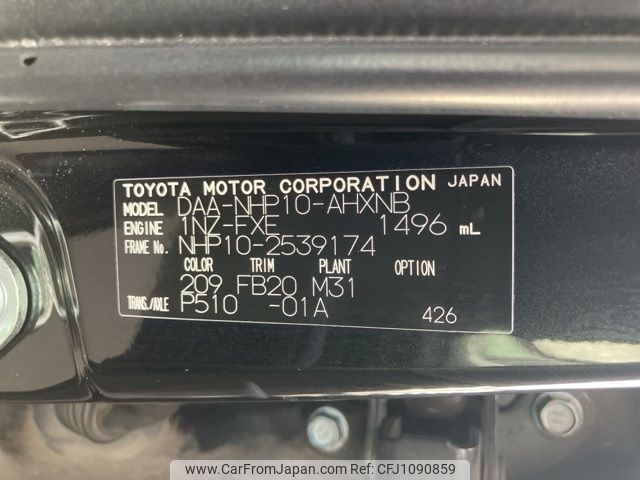 TOYOTA MOTOR CORPORATION JAPAN
MODEL DAA-NHP10-AHXNB
ENGINE 1NZ-FXE 1496 mL
FRAME No. NHP10-2539174
COLOR TRIM PLANT OPTION
209 FB20 M31
TRANS./AXLE P510 -01A 426
www.CarFromJapan.com | Ref No. CFJ1090859